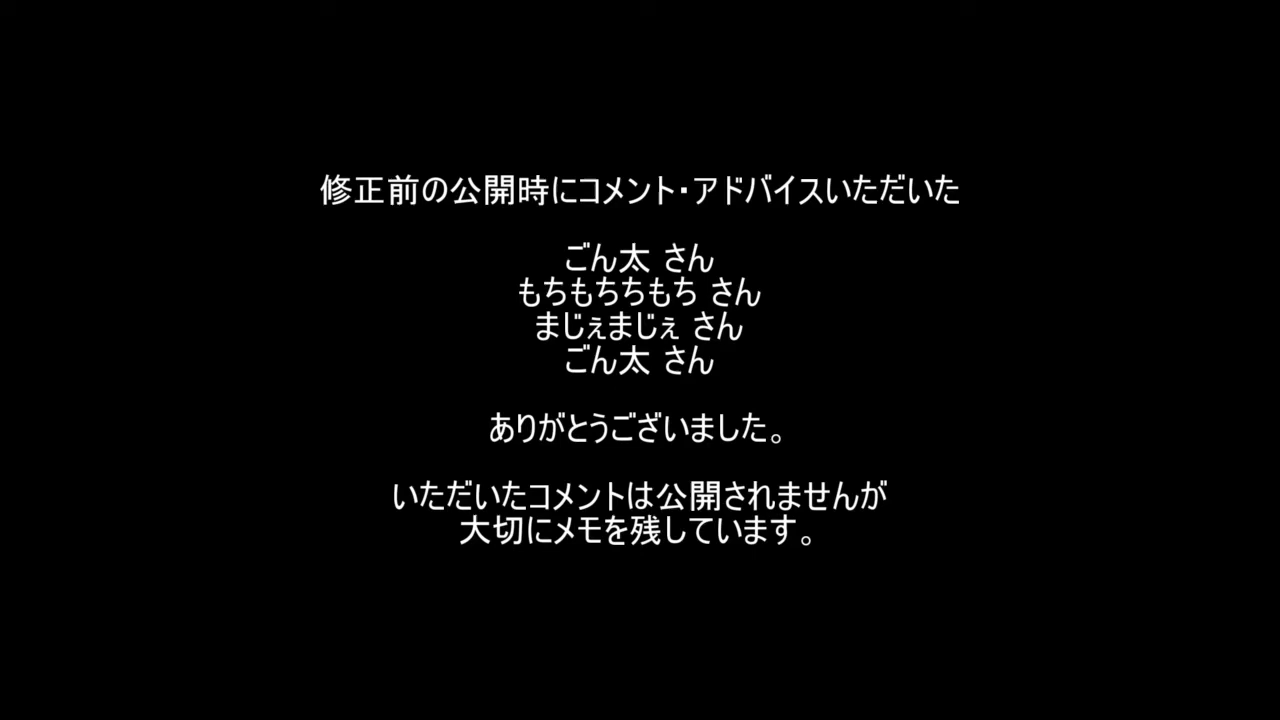 修正前の公開時にコメント・アドバイスいただいた
ごん太 さん
もちもちちもち さん
まじぇまじぇ さん
ごん太 さん
ありがとうございました。
いただいたコメントは公開されませんが
大切にメモを残しています。